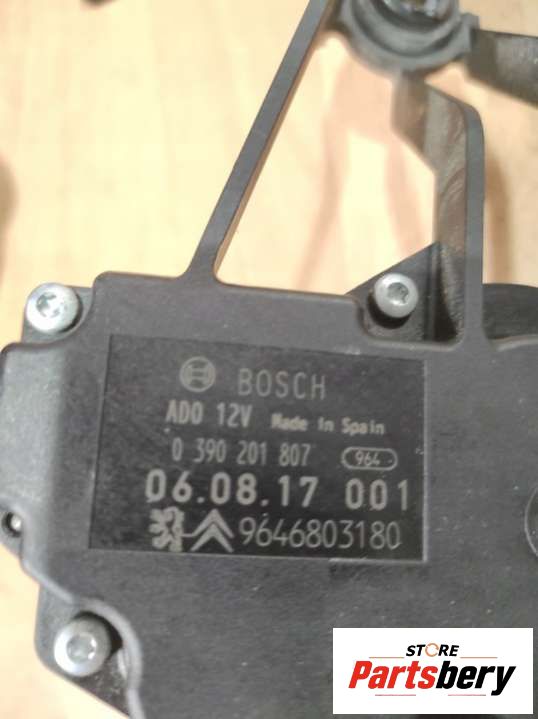 BOSCH
ADO 12V Made in Spain
0 390 201 807 964
06.08.17 001
9646803180
STORE
Partsbery